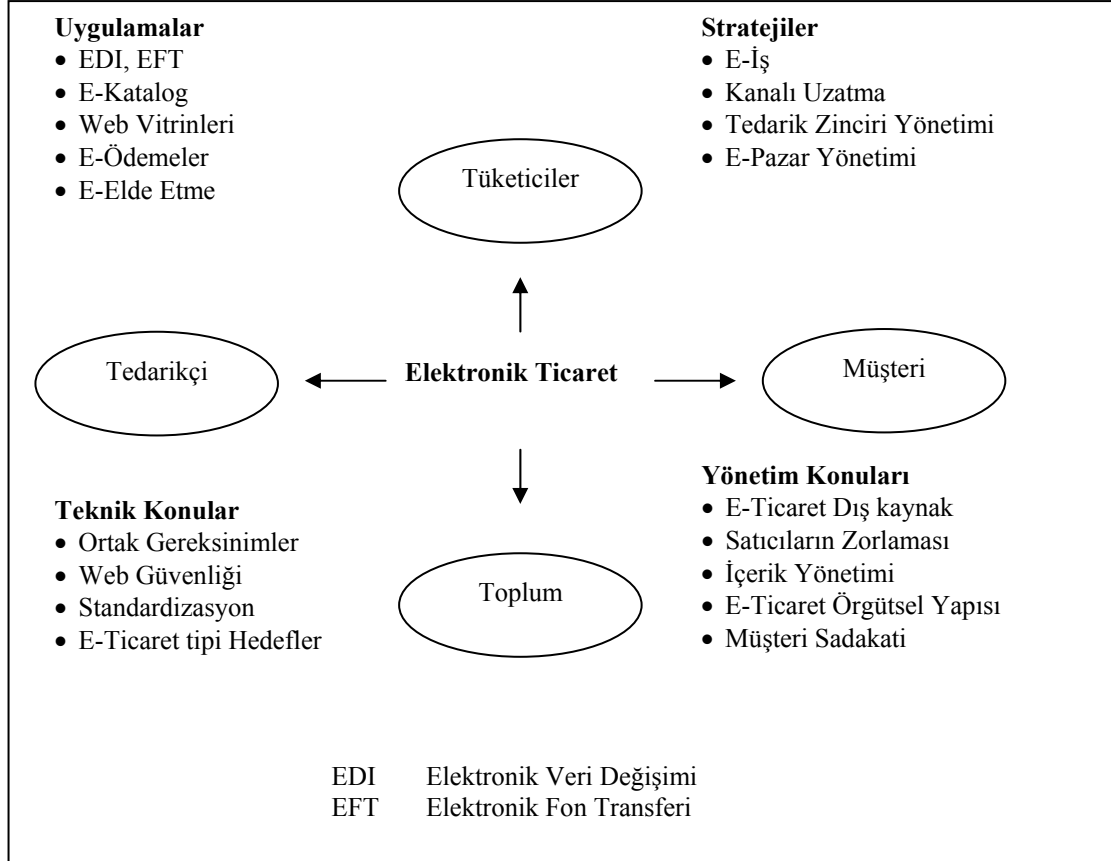 Uygulamalar
• EDI, EFT
• E-Katalog
• Web Vitrinleri
• E-Ödemeler
• E-Elde Etme
Stratejiler
• E-İş
• Kanalı Uzatma
• Tedarik Zinciri Yönetimi
• E-Pazar Yönetimi
Tüketiciler
Tedarikçi
Elektronik Ticaret
Müşteri
Teknik Konular
• Ortak Gereksinimler
• Web Güvenliği
• Standardizasyon
• E-Ticaret tipi Hedefler
Toplum
Yönetim Konuları
• E-Ticaret Dış kaynak
• Satıcıların Zorlaması
• İçerik Yönetimi
• E-Ticaret Örgütsel Yapısı
• Müşteri Sadakati
EDI Elektronik Veri Değişimi
EFT Elektronik Fon Transferi